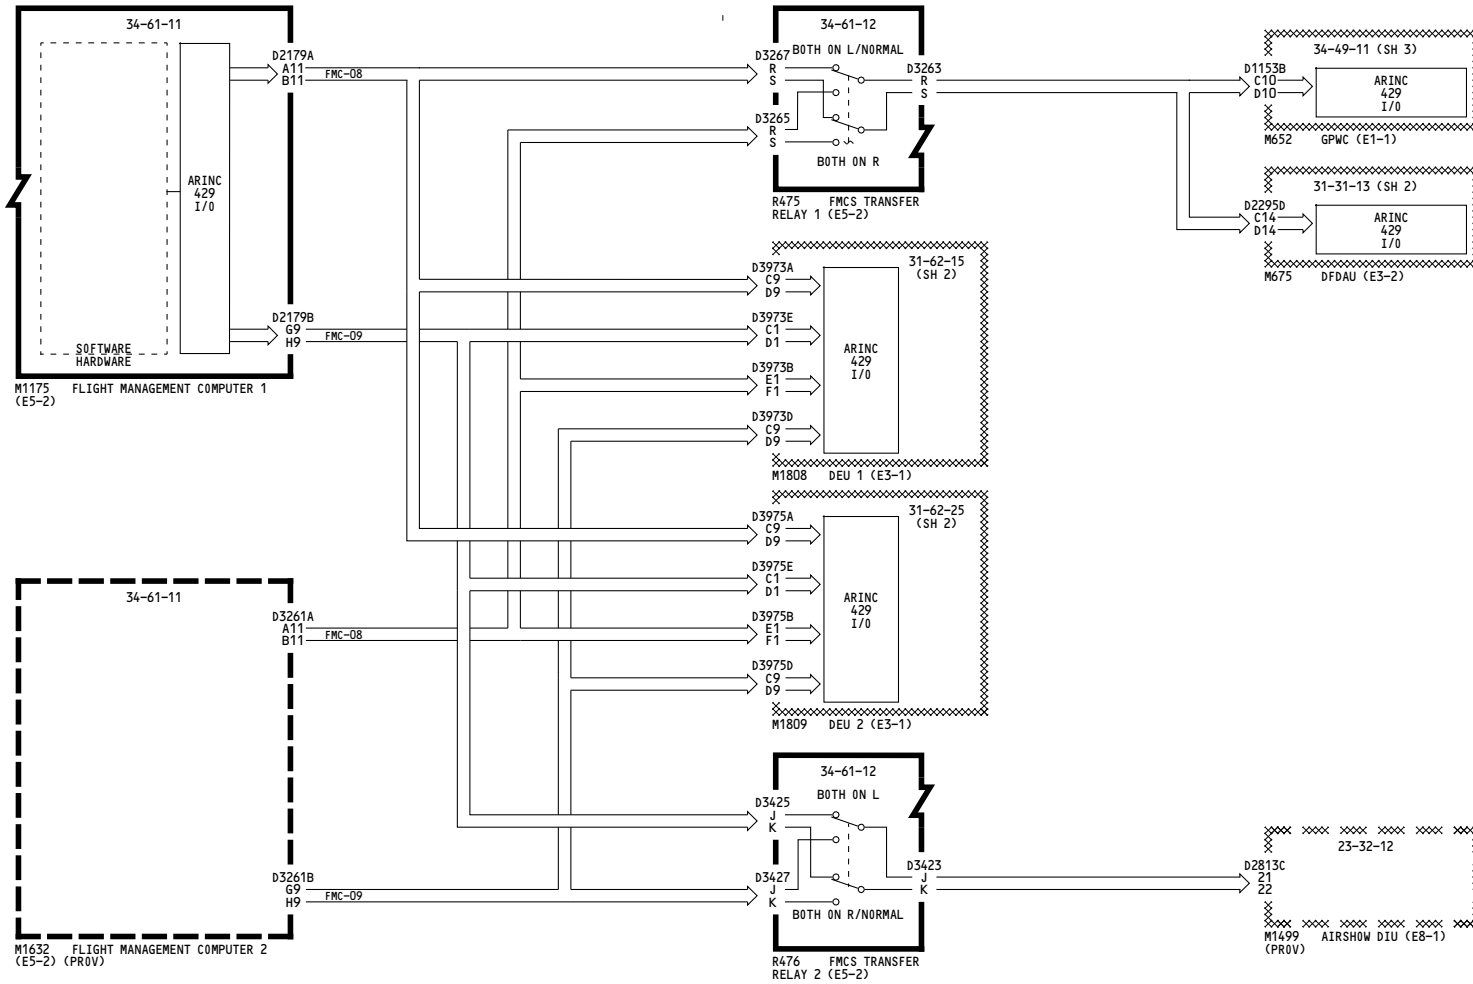 34-61-11
D2179A
A11
B11
FMC-08
ARINC
429
I/O
SOFTWARE
HARDWARE
D2179B
G9
H9
FMC-09
M1175 FLIGHT MANAGEMENT COMPUTER 1
(E5-2)
34-61-11
D3261A
A11
B11
FMC-08
D3261B
G9
H9
FMC-09
M1632 FLIGHT MANAGEMENT COMPUTER 2
(E5-2) (PROV)
34-61-12
BOTH ON L/NORMAL
D3267
R
S
D3265
R
S
BOTH ON R
D3263
R
S
R475 FMCS TRANSFER
RELAY 1 (E5-2)
31-62-15
(SH 2)
D3973A
C9
D9
D3973E
C1
D1
D3973B
E1
F1
D3973D
C9
D9
ARINC
429
I/O
M1808 DEU 1 (E3-1)
31-62-25
(SH 2)
D3975A
C9
D9
D3975E
C1
D1
D3975B
E1
F1
D3975D
C9
D9
ARINC
429
I/O
M1809 DEU 2 (E3-1)
34-61-12
BOTH ON L
D3425
J
K
D3427
J
K
BOTH ON R/NORMAL
D3423
J
K
R476 FMCS TRANSFER
RELAY 2 (E5-2)
34-49-11 (SH 3)
D1153B
C10
D10
ARINC
429
I/O
M652 GPWC (E1-1)
31-31-13 (SH 2)
D2295D
C14
D14
ARINC
429
I/O
M675 DFDAU (E3-2)
23-32-12
D2813C
21
22
M1499 AIRSHOW DIU (E8-1)
(PROV)